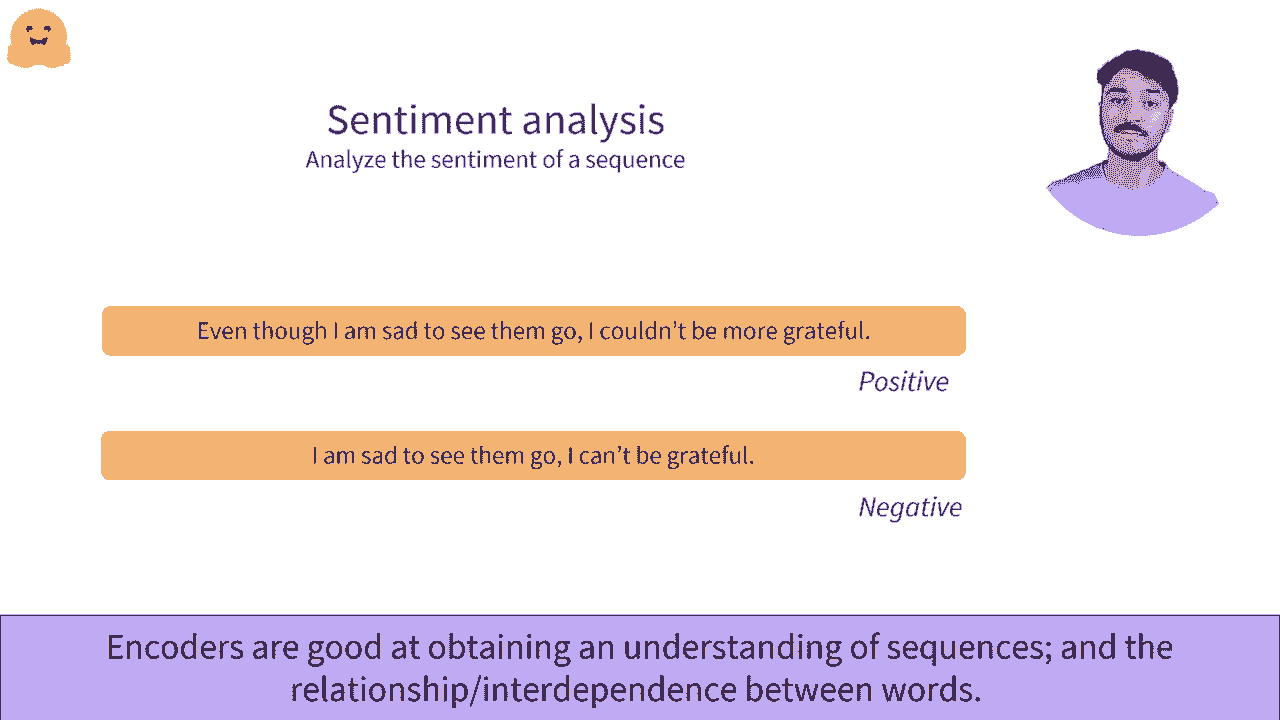 Sentiment analysis
Analyze the sentiment of a sequence
Even though I am sad to see them go, I couldn’t be more grateful.
Positive
I am sad to see them go, I can’t be grateful.
Negative
Encoders are good at obtaining an understanding of sequences; and the
relationship/interdependence between words.